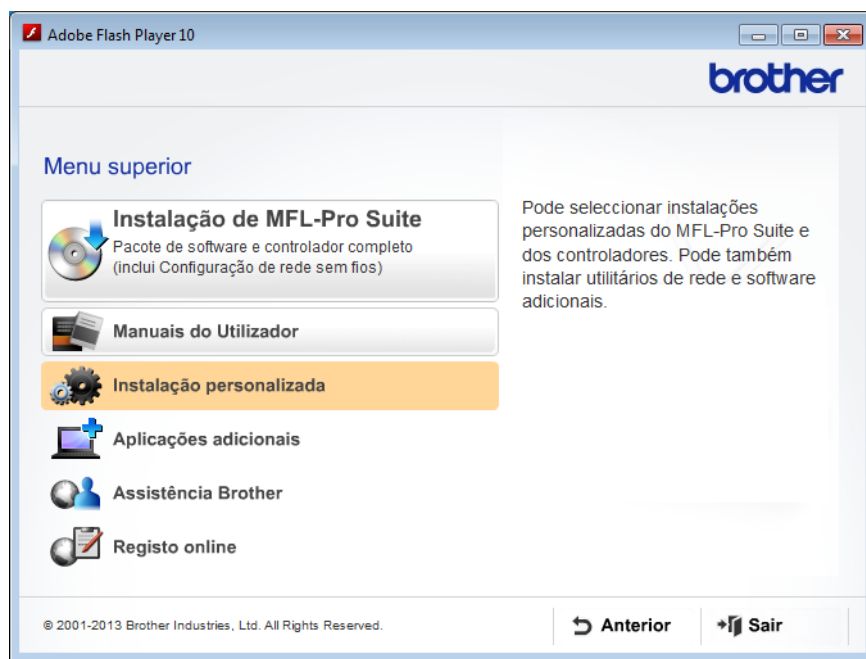 Adobe Flash Player 10
brother
Menu superior
Instalação de MFL-Pro Suite
Pacote de software e controlador completo
(inclui Configuração de rede sem fios)
Manuais do Utilizador
Instalação personalizada
Aplicações adicionais
Assistência Brother
Registo online
Pode seleccionar instalações
personalizadas do MFL-Pro Suite e
dos controladores. Pode também
instalar utilitários de rede e software
adicionais.
© 2001-2013 Brother Industries, Ltd. All Rights Reserved.
Anterior
Sair